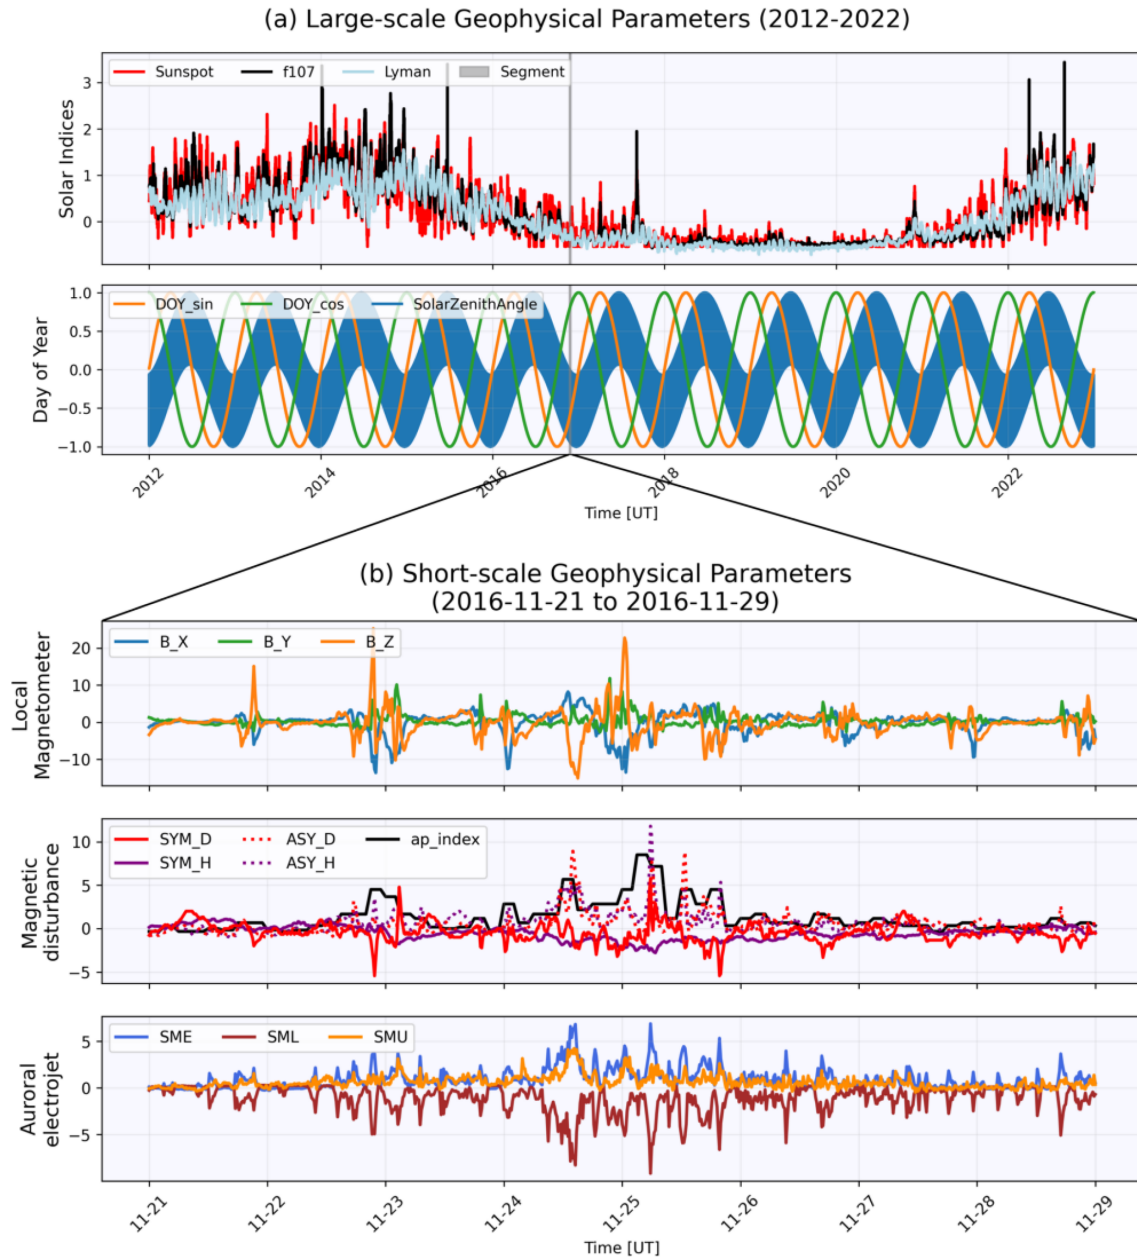 (a) Large-scale Geophysical Parameters (2012-2022)
Sunspot f107 Lyman Segment
Solar Indices
3
2
1
0
DOY_sin DOY_cos SolarZenithAngle
Day of Year
1.0
0.5
0.0
−0.5
−1.0
2012 2014 2016 2018 2020 2022
Time [UT]
(b) Short-scale Geophysical Parameters
(2016-11-21 to 2016-11-29)
B_X B_Y B_Z
Local
Magnetometer
20
10
0
−10
SYM_D ASY_D ap_index
SYM_H ASY_H
Magnetic
disturbance
10
5
0
−5
SME SML SMU
Auroral
electrojet
5
0
−5
11-21 11-22 11-23 11-24 11-25 11-26 11-27 11-28 11-29
Time [UT]